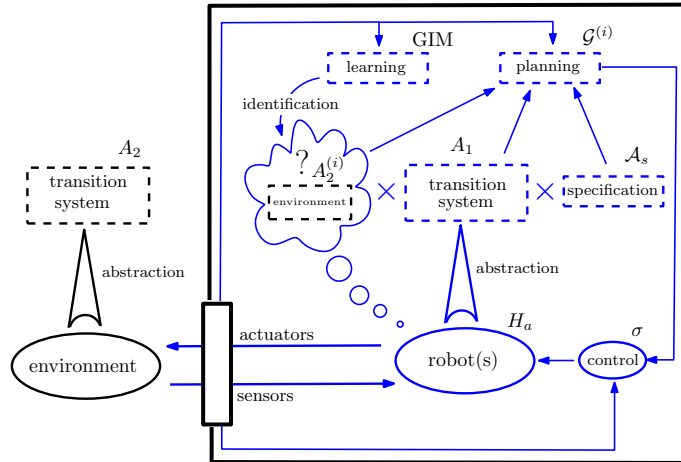 GIM
𝒢^(i)
learning
planning
identification
A_2
?
A_2^(i)
A_1
𝒜_s
transition
system
environment
×
transition
system
×
specification
abstraction
abstraction
H_a
σ
actuators
environment
robot(s)
control
sensors